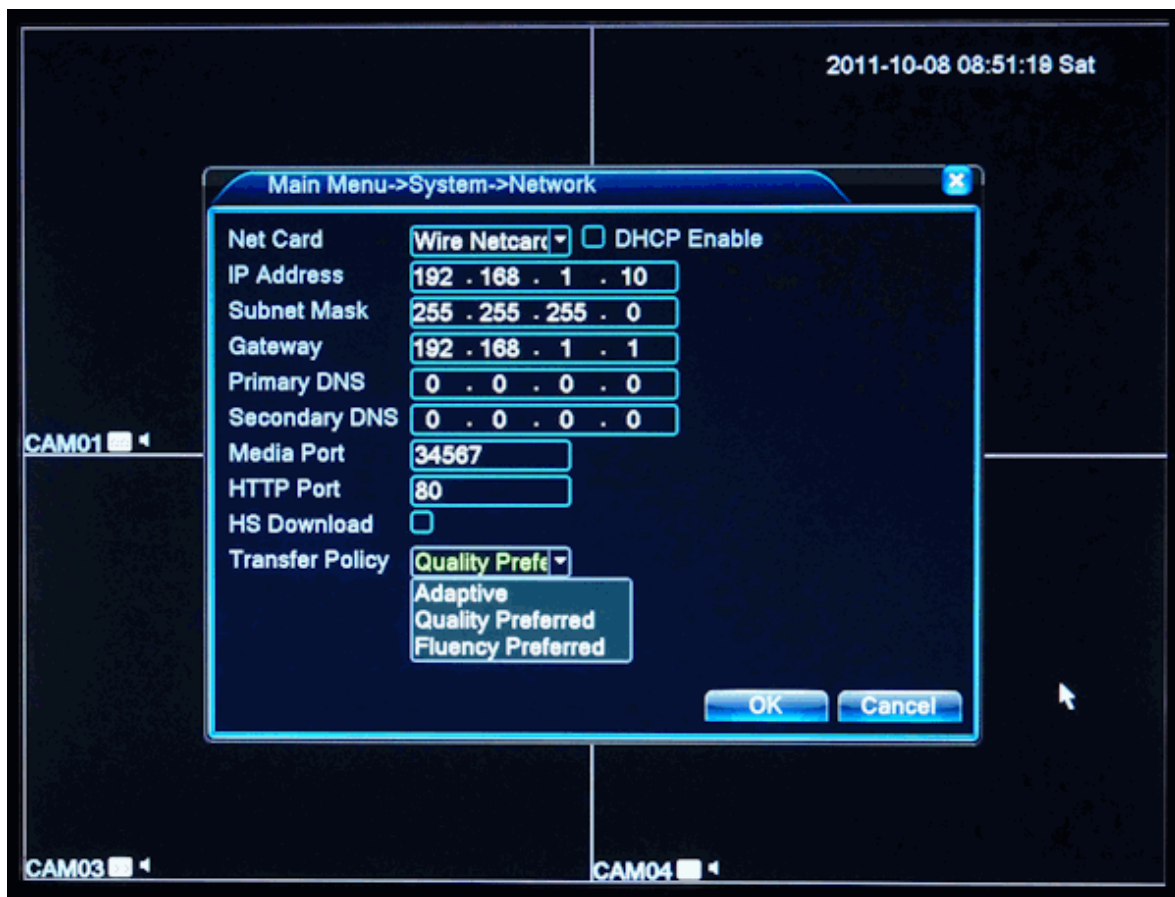 2011-10-08 08:51:19 Sat
Main Menu->System->Network
Net Card Wire Netcard DHCP Enable
IP Address 192 . 168 . 1 . 10
Subnet Mask 255 . 255 . 255 . 0
Gateway 192 . 168 . 1 . 1
Primary DNS 0 . 0 . 0 . 0
Secondary DNS 0 . 0 . 0 . 0
CAM01
Media Port 34567
HTTP Port 80
HS Download
Transfer Policy Quality Prefe
Adaptive
Quality Preferred
Fluency Preferred
OK Cancel
CAM03 CAM04